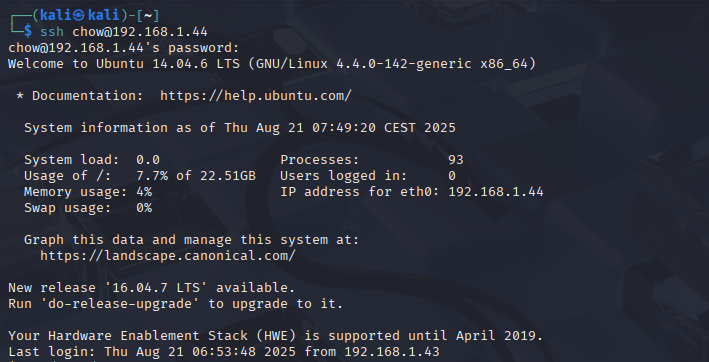 ┌──(kali㉿kali)-[~]
└─$ ssh chow@192.168.1.44
chow@192.168.1.44's password:
Welcome to Ubuntu 14.04.6 LTS (GNU/Linux 4.4.0-142-generic x86_64)
* Documentation:  https://help.ubuntu.com/
System information as of Thu Aug 21 07:49:20 CEST 2025
System load:  0.0               Processes:           93
Usage of /:   7.7% of 22.51GB   Users logged in:     0
Memory usage: 4%                IP address for eth0: 192.168.1.44
Swap usage:   0%
Graph this data and manage this system at:
https://landscape.canonical.com/
New release '16.04.7 LTS' available.
Run 'do-release-upgrade' to upgrade to it.
Your Hardware Enablement Stack (HWE) is supported until April 2019.
Last login: Thu Aug 21 06:53:48 2025 from 192.168.1.43